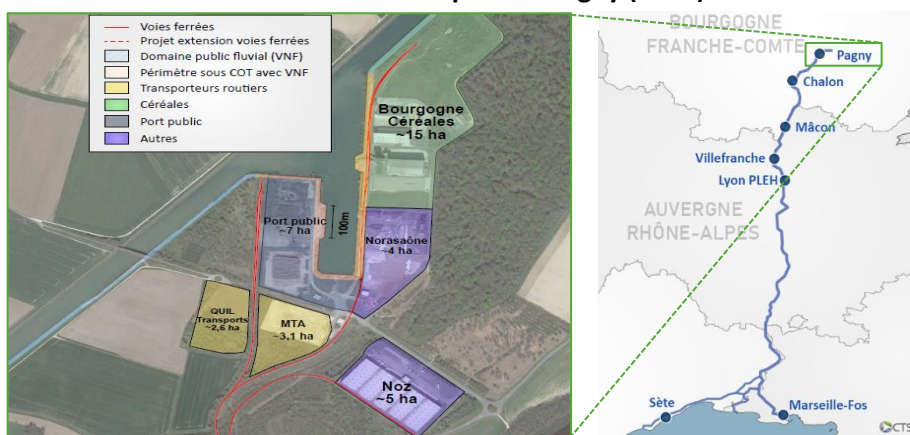 Voies ferrées
Projet extension voies ferrées
Domaine public fluvial (VNF)
Périmètre sous COT avec VNF
Transporteurs routiers
Céréales
Port public
Autres
Bourgogne
Céréales
~15 ha
Port public
~7 ha
100m
Norasaône
~4 ha
QUIL
Transports
~2,6 ha
MTA
~3,1 ha
Noz
~5 ha
BOURGOGNE
FRANCHE-COMTE
Pagny
Chalon
Mâcon
Villefranche
Lyon PLEH
AUVERGNE
RHÔNE-ALPES
Sète
Marseille-Fos
CTS